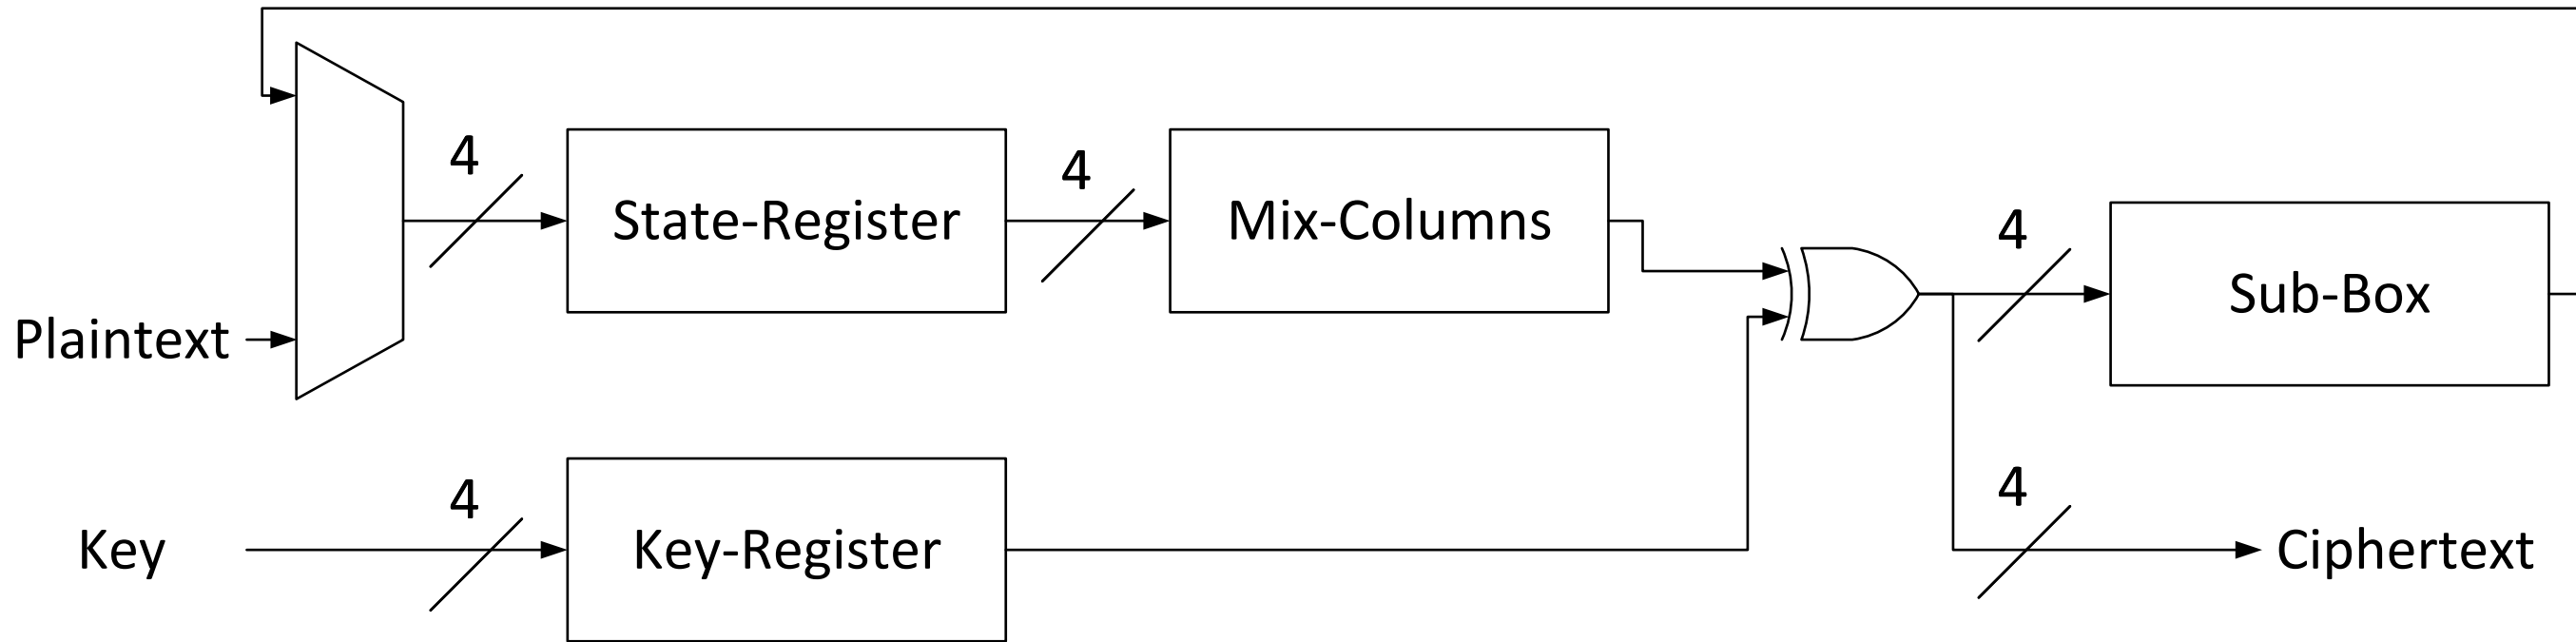 4
State-Register
4
Mix-Columns
4
Sub-Box
Plaintext
Key
4
Key-Register
4
Ciphertext